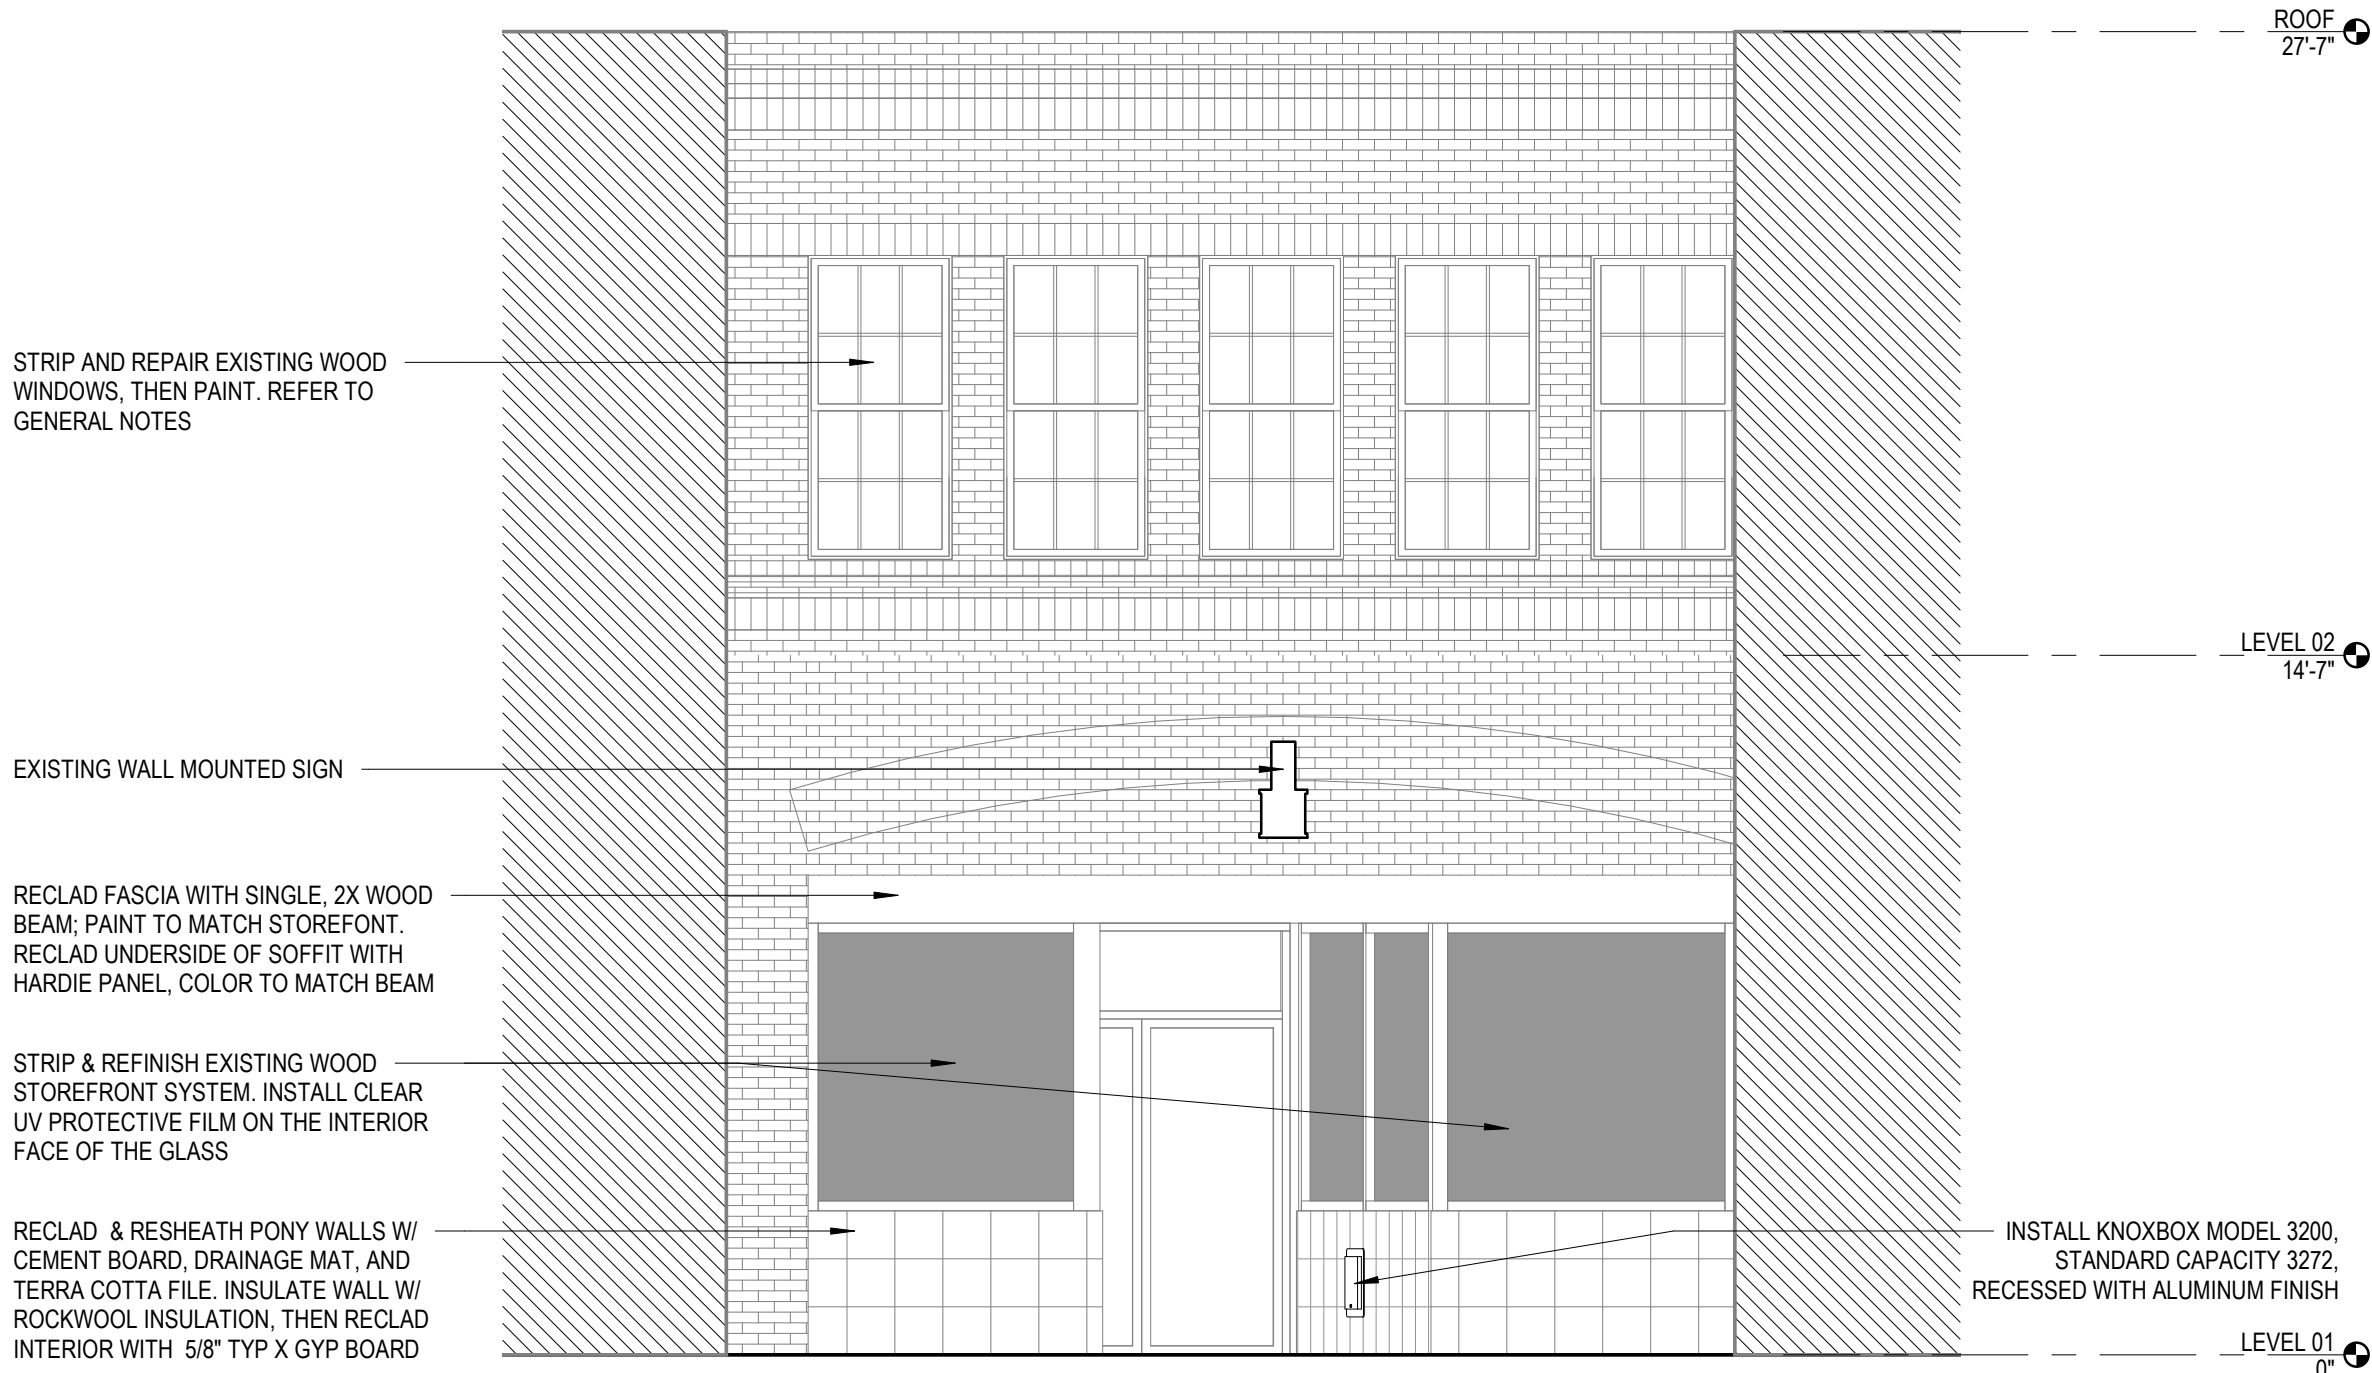 ROOF
27'-7"
STRIP AND REPAIR EXISTING WOOD
WINDOWS, THEN PAINT. REFER TO
GENERAL NOTES
LEVEL 02
14'-7"
EXISTING WALL MOUNTED SIGN
RECLAD FASCIA WITH SINGLE, 2X WOOD
BEAM; PAINT TO MATCH STOREFONT.
RECLAD UNDERSIDE OF SOFFIT WITH
HARDIE PANEL, COLOR TO MATCH BEAM
STRIP & REFINISH EXISTING WOOD
STOREFRONT SYSTEM. INSTALL CLEAR
UV PROTECTIVE FILM ON THE INTERIOR
FACE OF THE GLASS
RECLAD & RESHEATH PONY WALLS W/
CEMENT BOARD, DRAINAGE MAT, AND
TERRA COTTA FILE. INSULATE WALL W/
ROCKWOOL INSULATION, THEN RECLAD
INTERIOR WITH 5/8" TYP X GYP BOARD
INSTALL KNOXBOX MODEL 3200,
STANDARD CAPACITY 3272,
RECESSED WITH ALUMINUM FINISH
LEVEL 01
0"